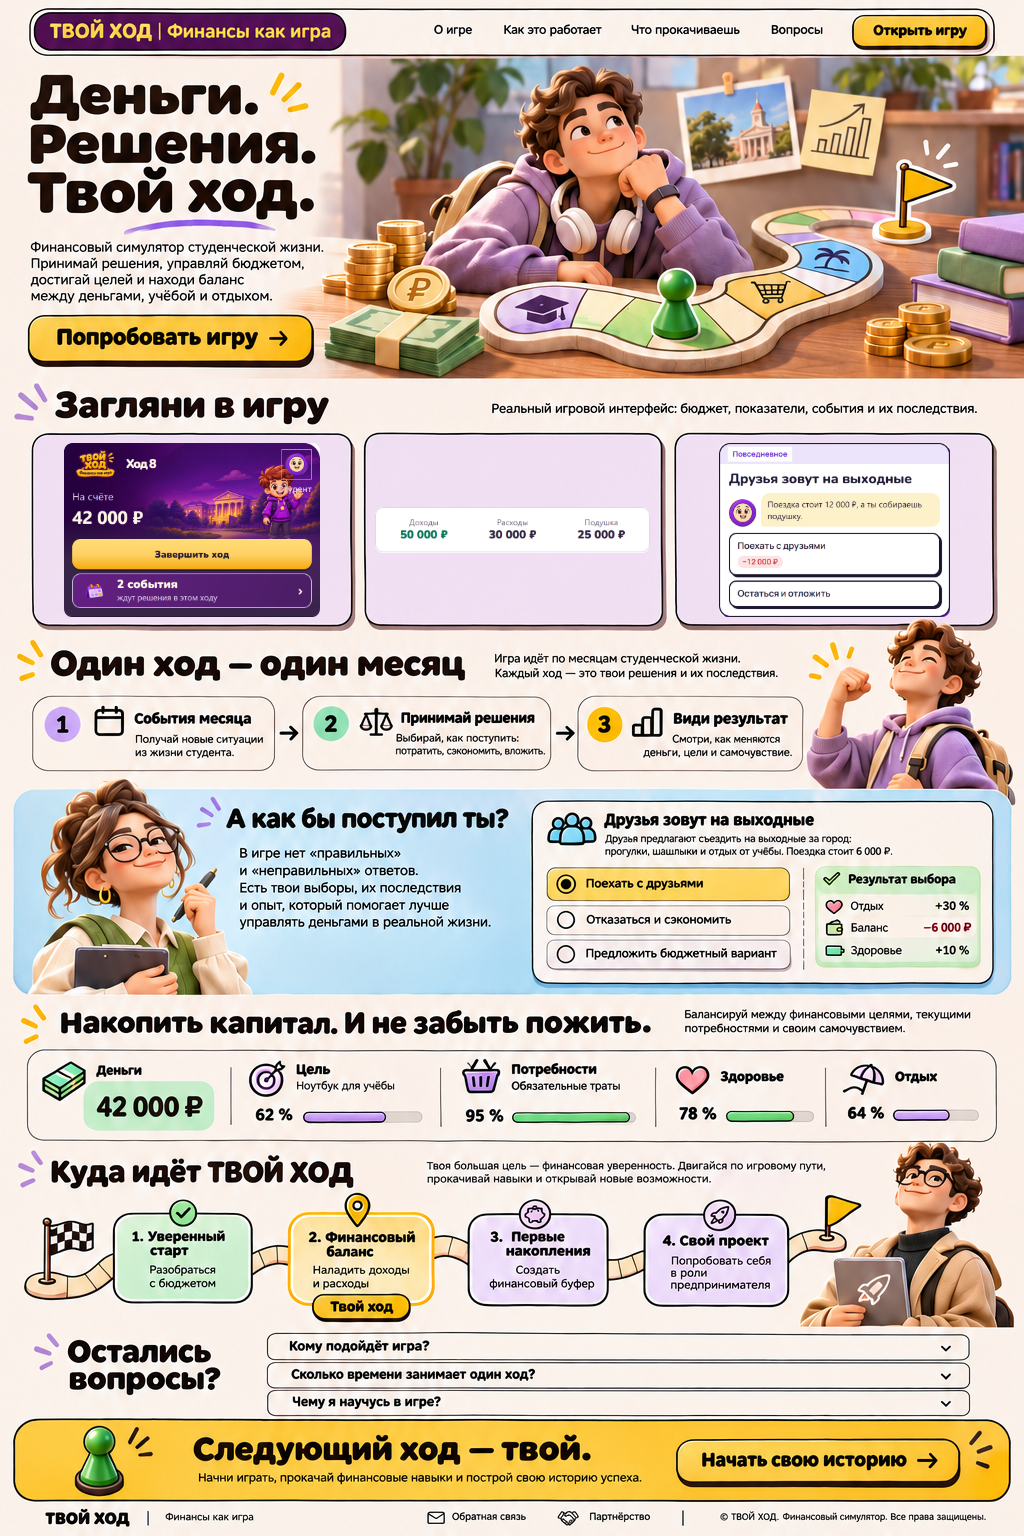 ТВОЙ ХОД | Финансы как игра
О игре
Как это работает
Что прокачиваешь
Вопросы
Открыть игру
Деньги.
Решения.
Твой ход.
Финансовый симулятор студенческой жизни.
Принимай решения, управляй бюджетом,
достигай целей и находи баланс
между деньгами, учёбой и отдыхом.
Попробовать игру →
₽
Загляни в игру
Реальный игровой интерфейс: бюджет, показатели, события и их последствия.
ТВОЙ
ХОД
Ход 8
На счёте
42 000 ₽
Завершить ход
2 события
ждут решения в этом ходу
Доходы
50 000 ₽
Расходы
30 000 ₽
Подушка
25 000 ₽
Повседневное
Друзья зовут на выходные
Поездка стоит 12 000 ₽, а ты собираешь
подушку.
Поехать с друзьями
−12 000 ₽
Остаться и отложить
Один ход — один месяц
Игра идёт по месяцам студенческой жизни.
Каждый ход — это твои решения и их последствия.
1
События месяца
Получай новые ситуации
из жизни студента.
2
Принимай решения
Выбирай, как поступить:
потратить, сэкономить, вложить.
3
Види результат
Смотри, как меняются
деньги, цели и самочувствие.
А как бы поступил ты?
В игре нет «правильных»
и «неправильных» ответов.
Есть твои выборы, их последствия
и опыт, который помогает лучше
управлять деньгами в реальной жизни.
Друзья зовут на выходные
Друзья предлагают съездить на выходные за город:
прогулки, шашлыки и отдых от учёбы. Поездка стоит 6 000 ₽.
Поехать с друзьями
Отказаться и сэкономить
Предложить бюджетный вариант
Результат выбора
Отдых +30 %
Баланс −6 000 ₽
Здоровье +10 %
Накопить капитал. И не забыть пожить.
Балансируй между финансовыми целями, текущими
потребностями и своим самочувствием.
Деньги
42 000 ₽
Цель
Ноутбук для учёбы
62 %
Потребности
Обязательные траты
95 %
Здоровье
78 %
Отдых
64 %
Куда идёт ТВОЙ ХОД
Твоя большая цель — финансовая уверенность. Двигайся по игровому пути,
прокачивай навыки и открывай новые возможности.
1. Уверенный
старт
Разобраться
с бюджетом
2. Финансовый
баланс
Наладить доходы
и расходы
Твой ход
3. Первые
накопления
Создать
финансовый буфер
4. Свой проект
Попробовать себя
в роли
предпринимателя
Остались
вопросы?
Кому подойдёт игра?
Сколько времени занимает один ход?
Чему я научусь в игре?
Следующий ход — твой.
Начни играть, прокачай финансовые навыки и построй свою историю успеха.
Начать свою историю →
ТВОЙ ХОД | Финансы как игра
Обратная связь
Партнёрство
© ТВОЙ ХОД. Финансовый симулятор. Все права защищены.